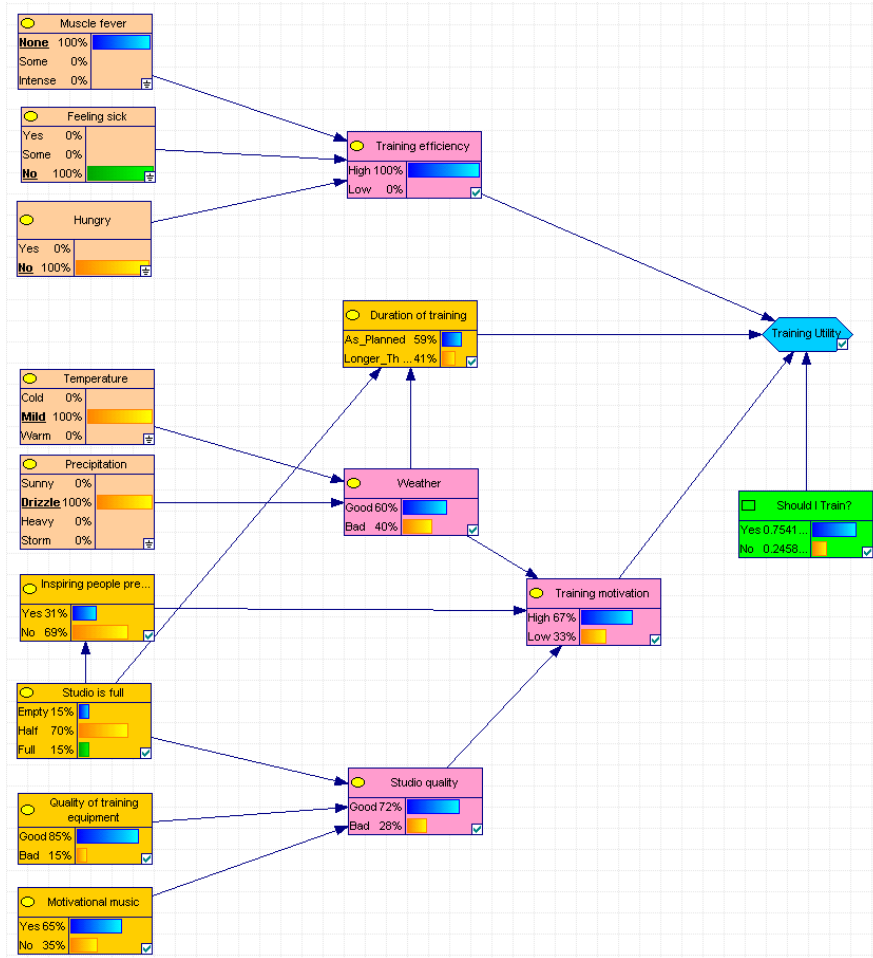 Muscle fever
None 100%
Some 0%
Intense 0%
Feeling sick
Yes 0%
Some 0%
No 100%
Training efficiency
High 100%
Low 0%
Hungry
Yes 0%
No 100%
Duration of training
As_Planned 59%
Longer_Th ... 41%
Training Utility
Temperature
Cold 0%
Mild 100%
Warm 0%
Precipitation
Sunny 0%
Drizzle 100%
Heavy 0%
Storm 0%
Weather
Good 60%
Bad 40%
Should I Train?
Yes 0.7541...
No 0.2458...
Inspiring people pre...
Yes 31%
No 69%
Training motivation
High 67%
Low 33%
Studio is full
Empty 15%
Half 70%
Full 15%
Studio quality
Good 72%
Bad 28%
Quality of training
equipment
Good 85%
Bad 15%
Motivational music
Yes 65%
No 35%